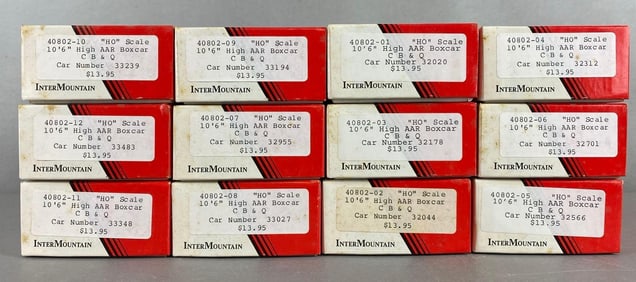 40802-10 "HO" Scale
10'6" High AAR Boxcar
C B & Q
Car Number 33239
$13.95
INTERMOUNTAIN
40802-09 "HO" Scale
10'6" High AAR Boxcar
C B & Q
Car Number 33194
$13.95
INTERMOUNTAIN
40802-01 "HO" Scale
10'6" High AAR Boxcar
C B & Q
Car Number 32020
$13.95
INTERMOUNTAIN
40802-04 "HO" Scale
10'6" High AAR Boxcar
C B & Q
Car Number 32312
$13.95
INTERMOUNTAIN
40802-12 "HO" Scale
10'6" High AAR Boxcar
C B & Q
Car Number 33483
$13.95
INTERMOUNTAIN
40802-07 "HO" Scale
10'6" High AAR Boxcar
C B & Q
Car Number 32955
$13.95
INTERMOUNTAIN
40802-03 "HO" Scale
10'6" High AAR Boxcar
C B & Q
Car Number 32178
$13.95
INTERMOUNTAIN
40802-06 "HO" Scale
10'6" High AAR Boxcar
C B & Q
Car Number 32701
$13.95
INTERMOUNTAIN
40802-11 "HO" Scale
10'6" High AAR Boxcar
C B & Q
Car Number 33348
$13.95
INTERMOUNTAIN
40802-08 "HO" Scale
10'6" High AAR Boxcar
C B & Q
Car Number 33027
$13.95
INTERMOUNTAIN
40802-02 "HO" Scale
10'6" High AAR Boxcar
C B & Q
Car Number 32044
$13.95
INTERMOUNTAIN
40802-05 "HO" Scale
10'6" High AAR Boxcar
C B & Q
Car Number 32566
$13.95
INTERMOUNTAIN